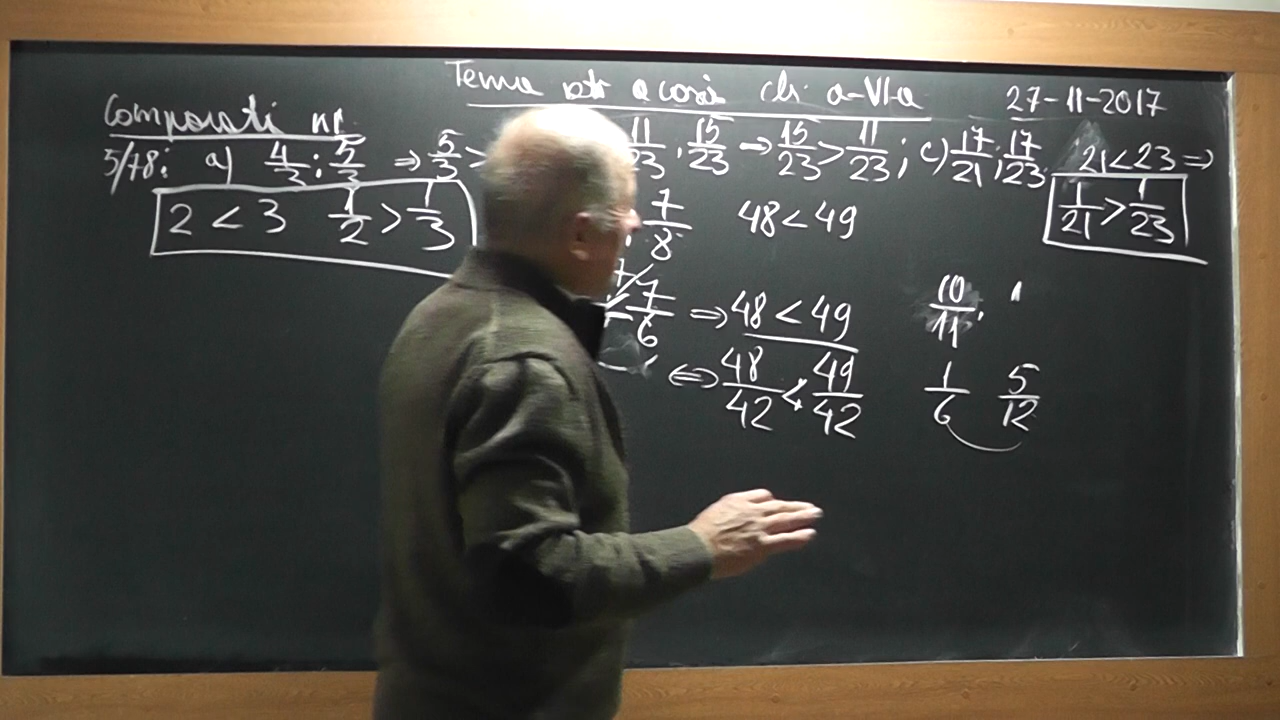 Tema ptr acasă cls a-VI-a 27-11-2017
Comparați nr
5/78: a) 4/3 ; 5/3 ⇒ 5/3 > 11/23 , 15/23 → 15/23 > 11/23 ; c) 17/21 ; 17/23 21<23 ⇒
2 < 3 1/2 > 1/3 7/8 48 < 49 1/21 > 1/23
7/6 ⇒ 48 < 49 10/11 ,
⇔ 48/42 < 49/42 1/6 5/12